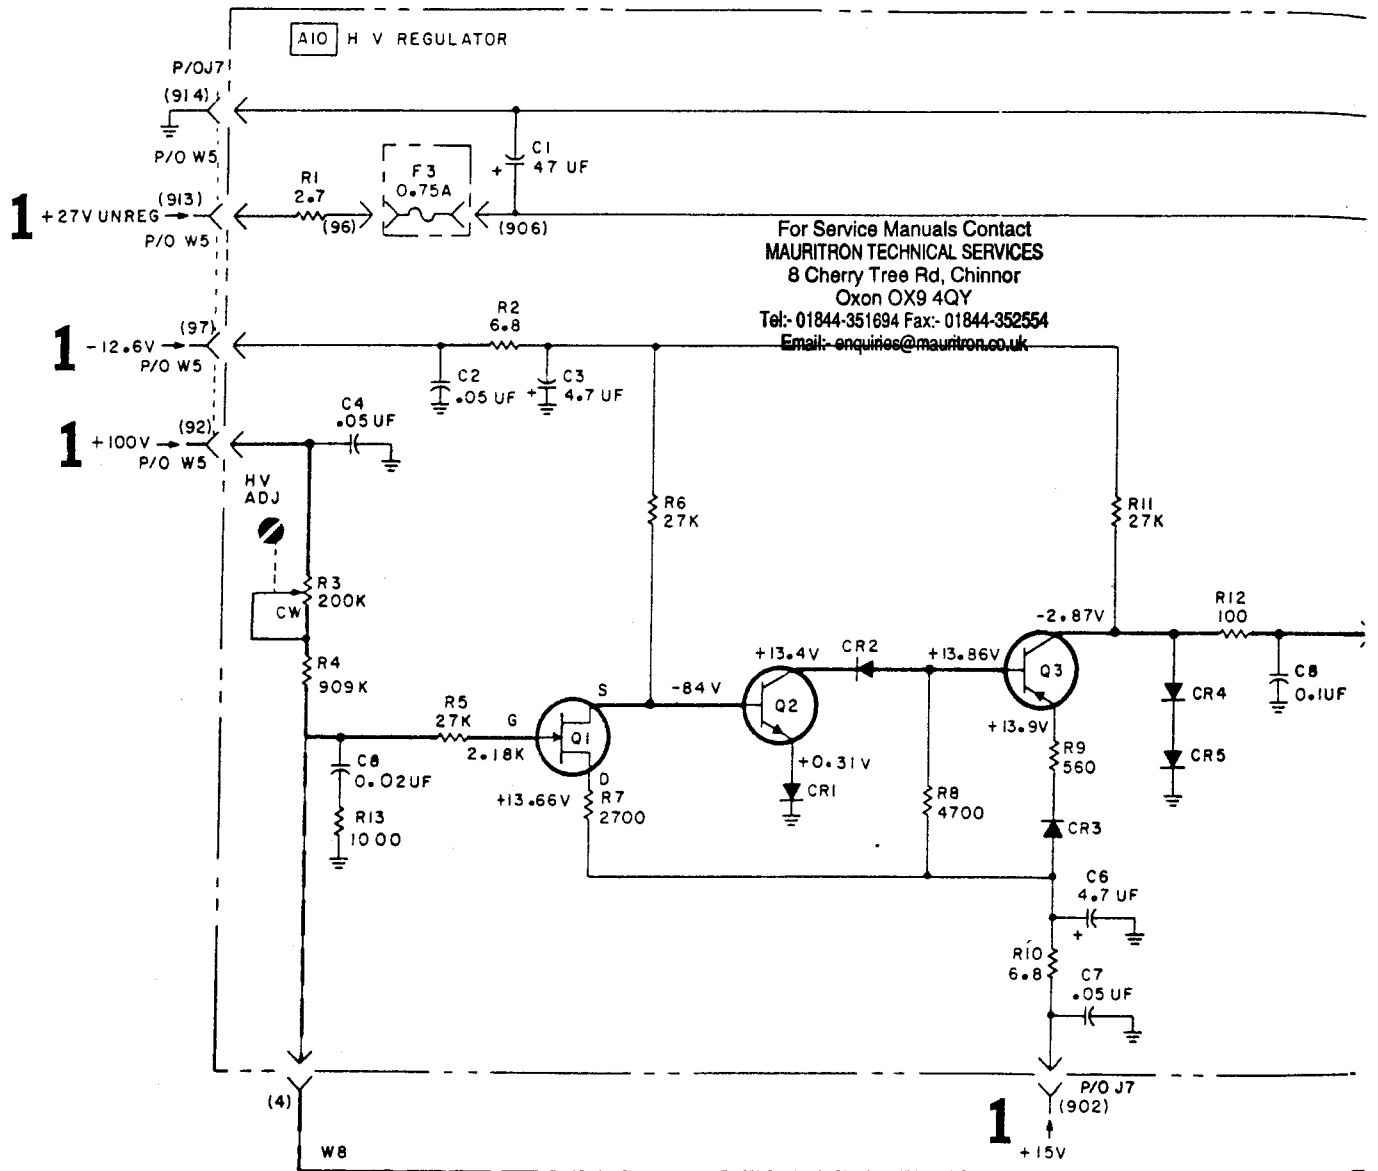 A10 H V REGULATOR
P/OJ7
(914)
P/O W5
C1
47 UF
+
F3
0.75A
R1
2.7
1 +27V UNREG (913)
(96)
(906)
P/O W5
For Service Manuals Contact
MAURITRON TECHNICAL SERVICES
8 Cherry Tree Rd, Chinnor
Oxon OX9 4QY
Tel:- 01844-351694 Fax:- 01844-352554
Email:- enquiries@mauritron.co.uk
R2
6.8
1 -12.6V (97)
P/O W5
C2
.05 UF
+
C3
4.7 UF
C4
.05UF
1 +100V (92)
P/O W5
HV
ADJ
R6
27K
R11
27K
R3
200K
CW
R4
909K
R12
100
-2.87V
+13.4V
CR2
+13.86V
Q3
C8
0.1UF
CR4
S
-84V
Q2
R5
27K
G
2.18K
Q1
+13.9V
R9
560
CR5
C8
0.02UF
D
+0.31V
CR1
+13.66V
R7
2700
R8
4700
R13
1000
CR3
C6
4.7 UF
+
R10
6.8
C7
.05 UF
(4)
P/O J7
(902)
1
+15V
W8